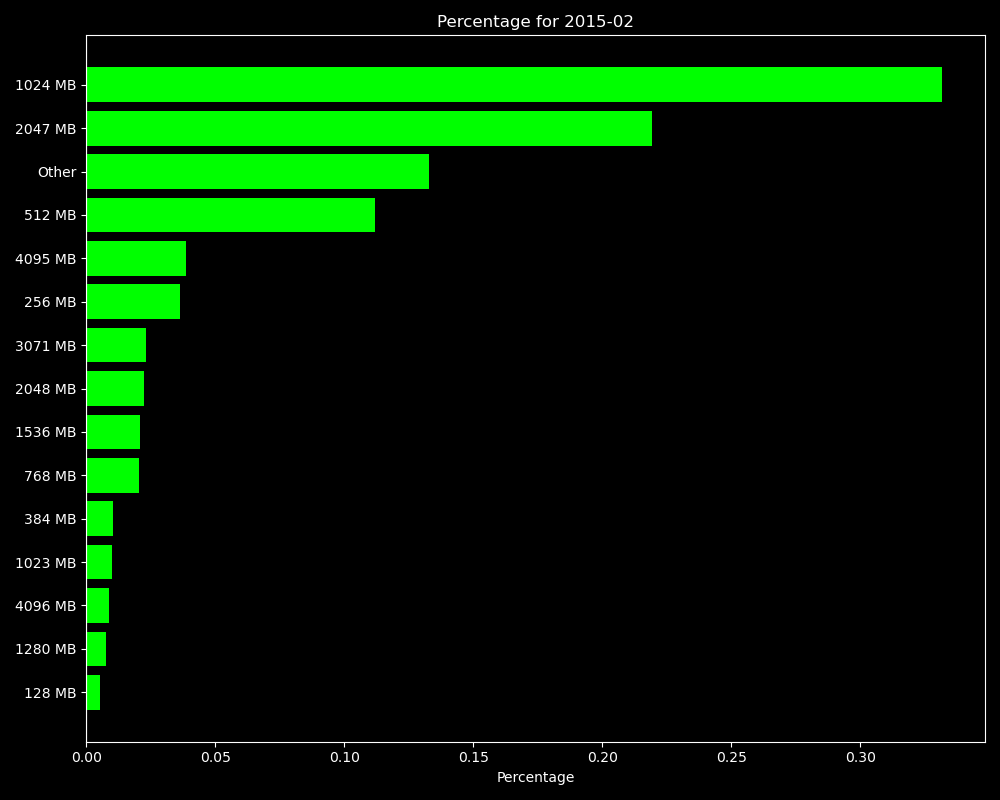 Percentage for 2015-02
1024 MB
2047 MB
Other
512 MB
4095 MB
256 MB
3071 MB
2048 MB
1536 MB
768 MB
384 MB
1023 MB
4096 MB
1280 MB
128 MB
0.00 0.05 0.10 0.15 0.20 0.25 0.30
Percentage